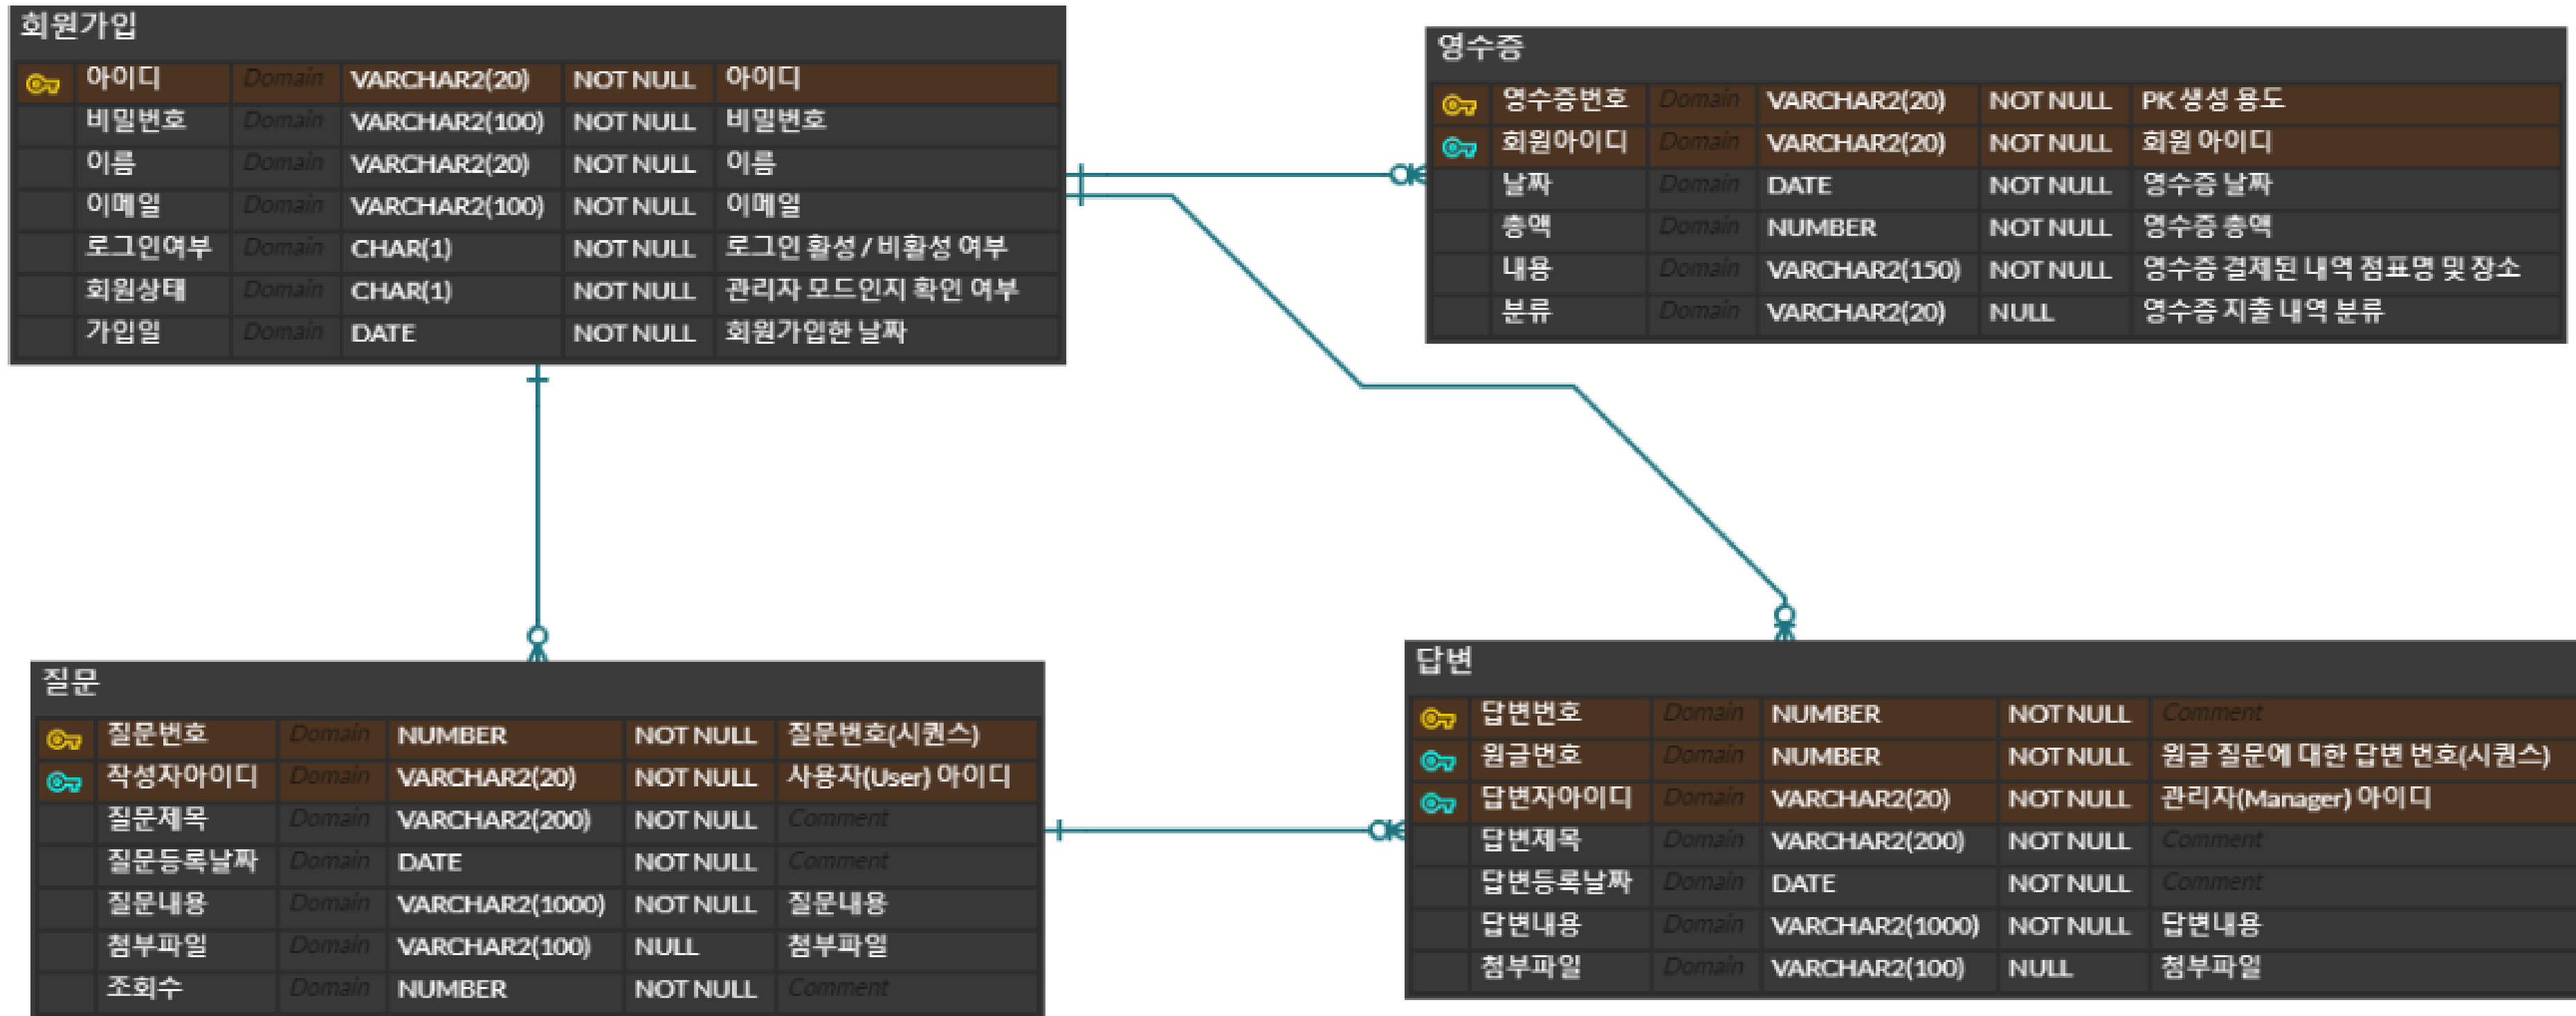 회원가입
아이디 Domain VARCHAR2(20) NOT NULL 아이디
비밀번호 Domain VARCHAR2(100) NOT NULL 비밀번호
이름 Domain VARCHAR2(20) NOT NULL 이름
이메일 Domain VARCHAR2(100) NOT NULL 이메일
로그인여부 Domain CHAR(1) NOT NULL 로그인 활성 / 비활성 여부
회원상태 Domain CHAR(1) NOT NULL 관리자 모드인지 확인 여부
가입일 Domain DATE NOT NULL 회원가입한 날짜
영수증
영수증번호 Domain VARCHAR2(20) NOT NULL PK 생성 용도
회원아이디 Domain VARCHAR2(20) NOT NULL 회원 아이디
날짜 Domain DATE NOT NULL 영수증 날짜
총액 Domain NUMBER NOT NULL 영수증 총액
내용 Domain VARCHAR2(150) NOT NULL 영수증 결제된 내역 점표명 및 장소
분류 Domain VARCHAR2(20) NULL 영수증 지출 내역 분류
질문
질문번호 Domain NUMBER NOT NULL 질문번호(시퀀스)
작성자아이디 Domain VARCHAR2(20) NOT NULL 사용자(User) 아이디
질문제목 Domain VARCHAR2(200) NOT NULL Comment
질문등록날짜 Domain DATE NOT NULL Comment
질문내용 Domain VARCHAR2(1000) NOT NULL 질문내용
첨부파일 Domain VARCHAR2(100) NULL 첨부파일
조회수 Domain NUMBER NOT NULL Comment
답변
답변번호 Domain NUMBER NOT NULL Comment
원글번호 Domain NUMBER NOT NULL 원글 질문에 대한 답변 번호(시퀀스)
답변자아이디 Domain VARCHAR2(20) NOT NULL 관리자(Manager) 아이디
답변제목 Domain VARCHAR2(200) NOT NULL Comment
답변등록날짜 Domain DATE NOT NULL Comment
답변내용 Domain VARCHAR2(1000) NOT NULL 답변내용
첨부파일 Domain VARCHAR2(100) NULL 첨부파일